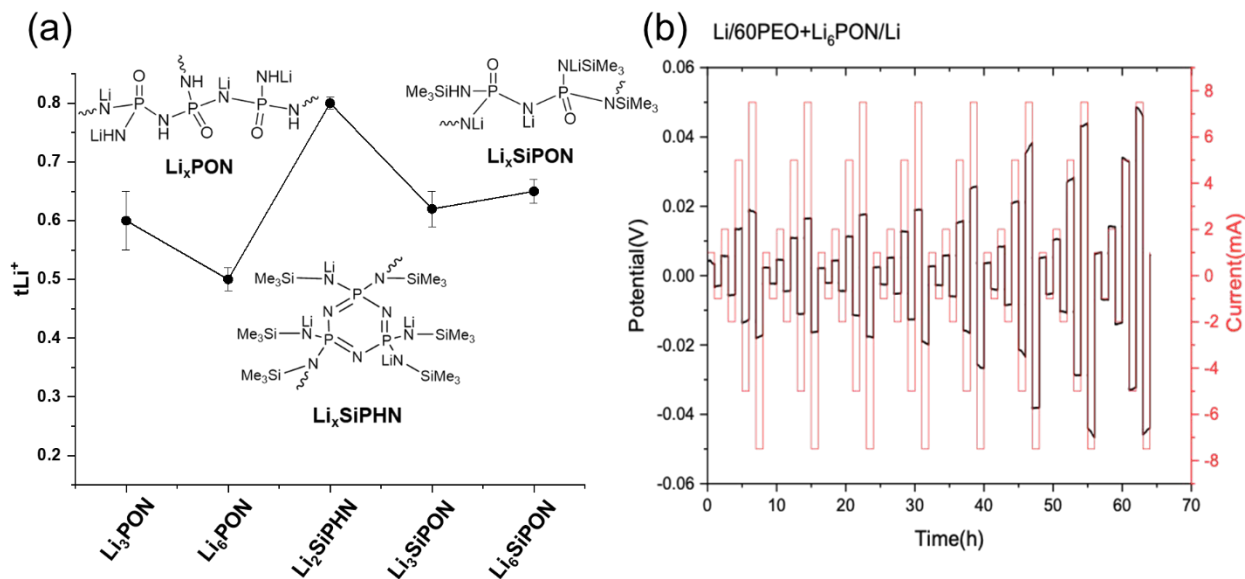 (a)
O
NH
Li
N
P
P
N
P
NHLi
N
H
O
O
LiHN
N
H
Li
LiₓPON
O
NLiSiMe₃
Me₃SiHN
P
P
N
NSiMe₃
NLi
Li
O
LiₓSiPON
Li
Me₃Si
N
N
SiMe₃
P
N
N
Li
Me₃Si
N
P
P
N
Li
SiMe₃
N
N
LiN
Me₃Si
SiMe₃
LiₓSiPHN
tLi⁺
0.8
0.7
0.6
0.5
0.4
0.3
0.2
Li₃PON
Li₆PON
Li₂SiPHN
Li₃SiPON
Li₆SiPON
(b)
Li/60PEO+Li₆PON/Li
Potential(V)
0.06
0.04
0.02
0.00
-0.02
-0.04
-0.06
0 10 20 30 40 50 60 70
Time(h)
8
6
4
2
0
-2
-4
-6
-8
Current(mA)